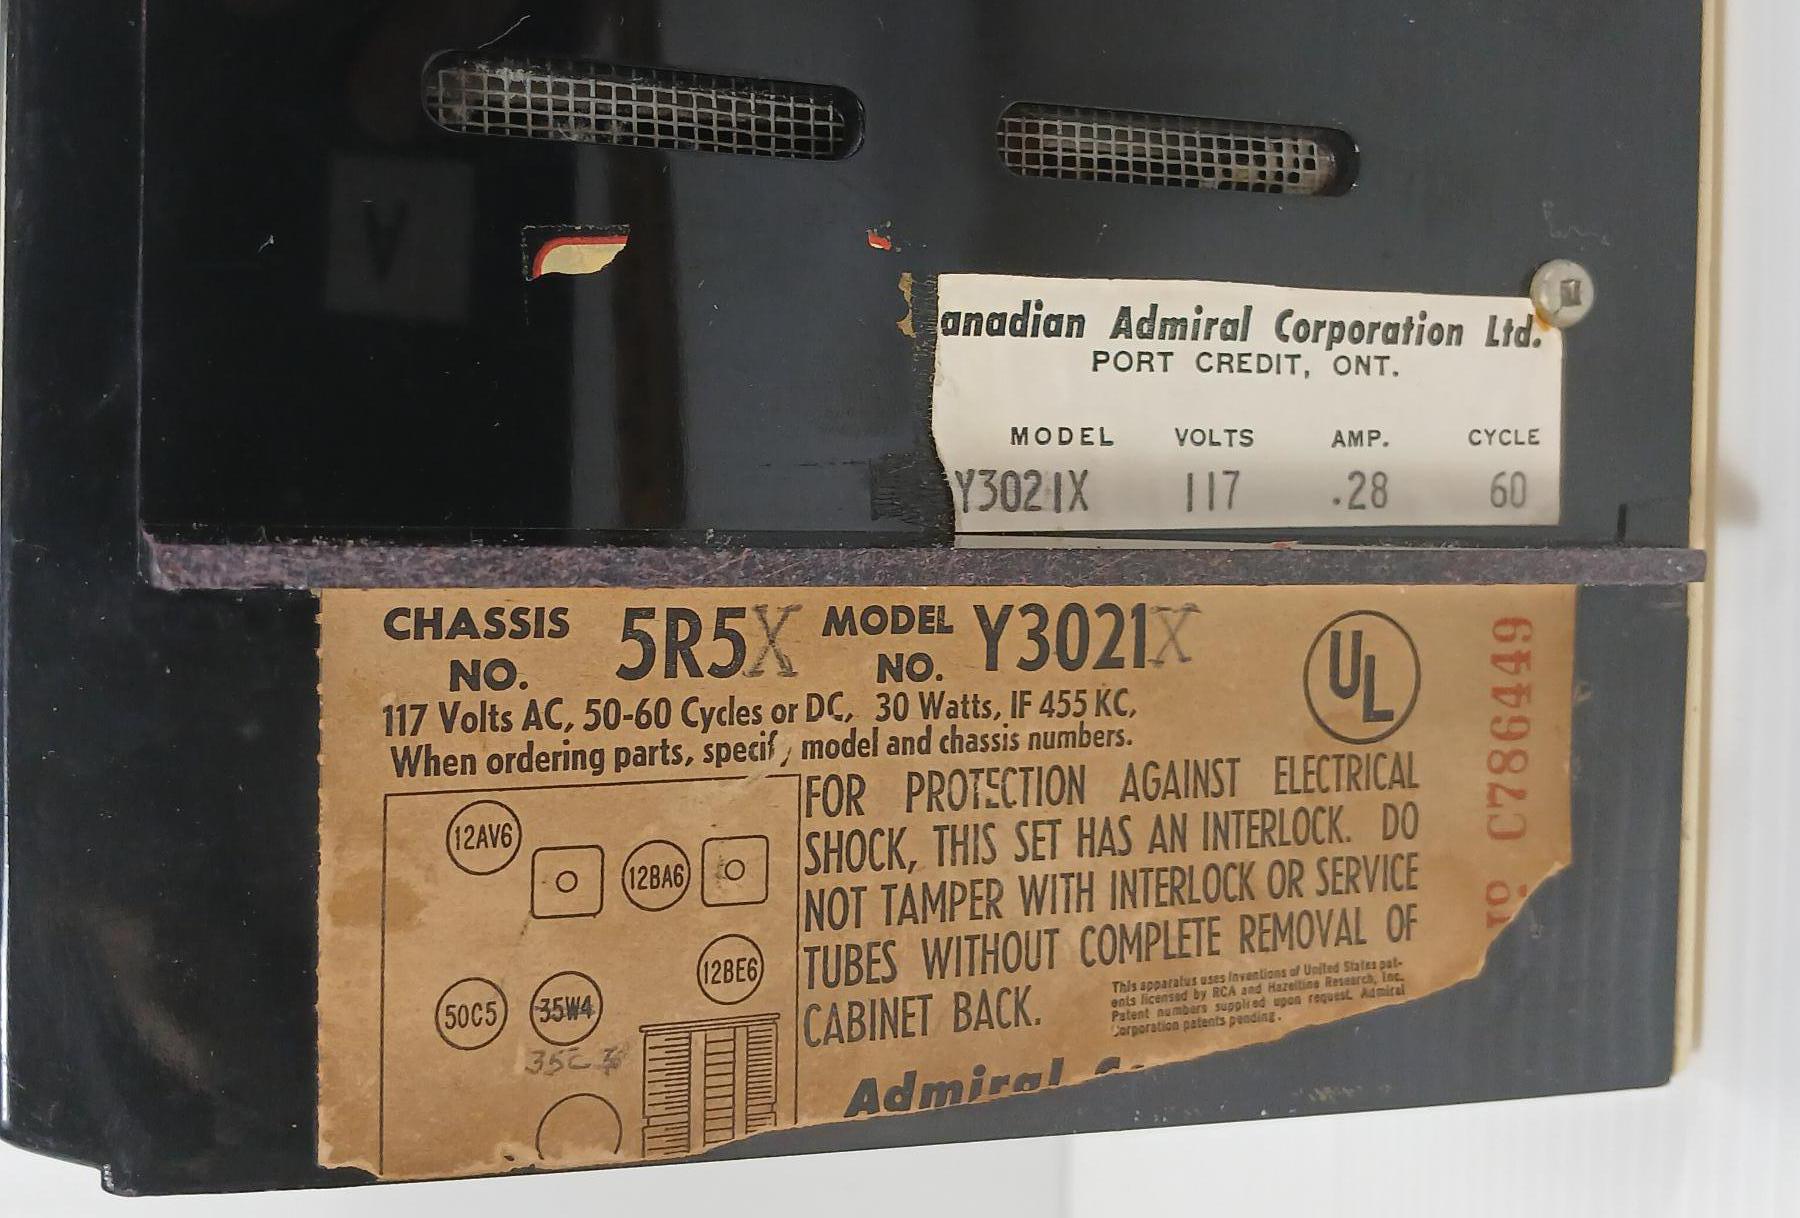 anadian Admiral Corporation Ltd.
PORT CREDIT, ONT.
MODEL VOLTS AMP. CYCLE
Y3021X 117 .28 60
CHASSIS NO. 5R5X MODEL NO. Y3021X
UL
117 Volts AC, 50-60 Cycles or DC, 30 Watts, IF 455 KC,
When ordering parts, specify model and chassis numbers.
FOR PROTECTION AGAINST ELECTRICAL
SHOCK, THIS SET HAS AN INTERLOCK. DO
NOT TAMPER WITH INTERLOCK OR SERVICE
TUBES WITHOUT COMPLETE REMOVAL OF
CABINET BACK.
This apparatus uses inventions of United States pat-
ents licensed by RCA and Hazeltine Research, Inc.
Patent numbers supplied upon request. Admiral
Corporation patents pending.
Admiral
12AV6
12BA6
12BE6
50C5
35W4
TO C786449